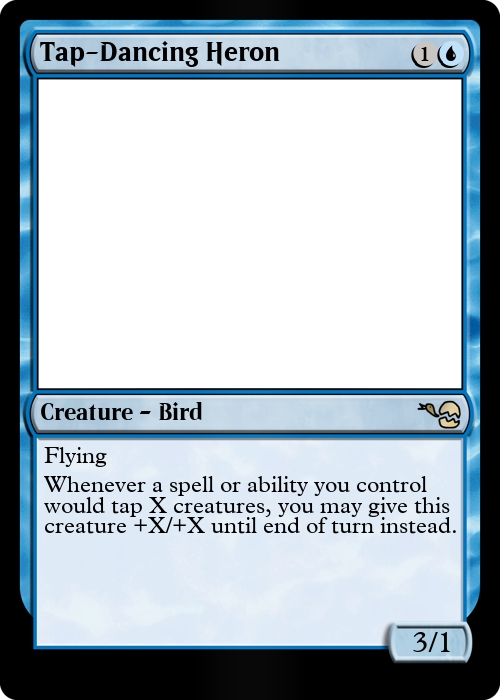 Tap-Dancing Heron 1
Creature - Bird
Flying
Whenever a spell or ability you control
would tap X creatures, you may give this
creature +X/+X until end of turn instead.
3/1